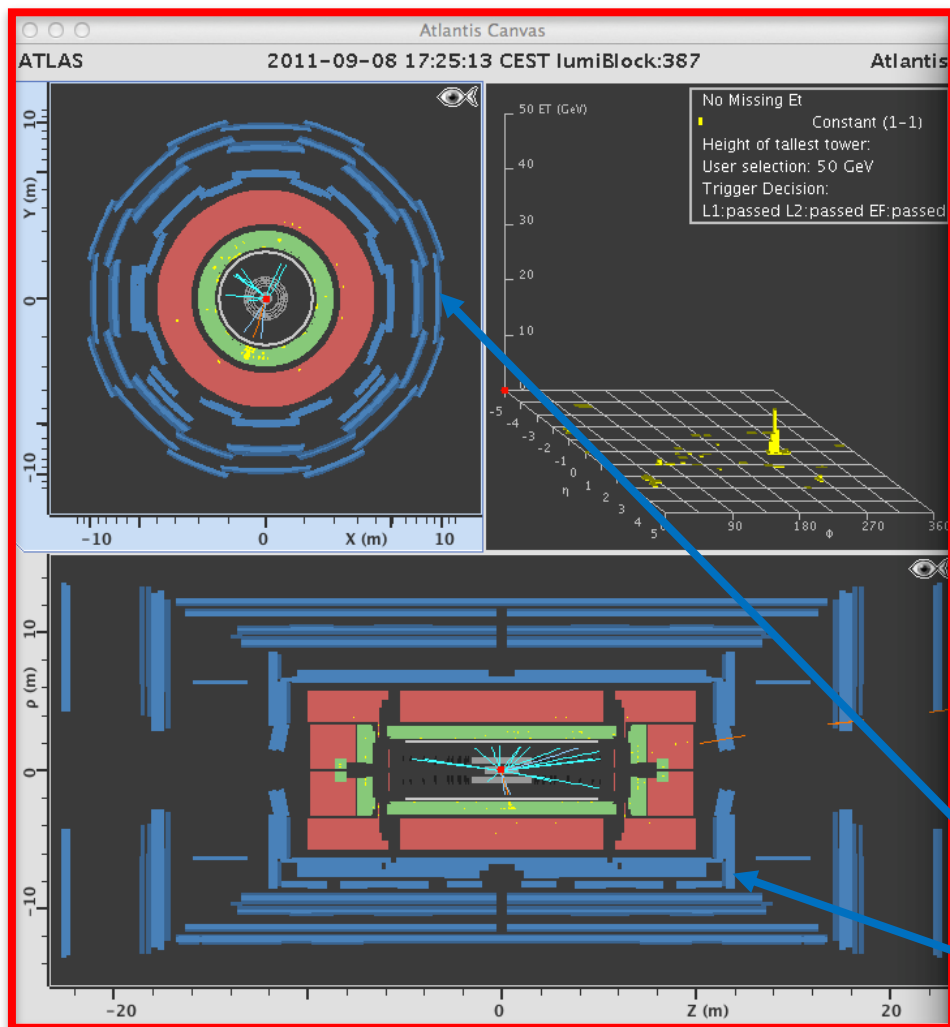 Atlantis Canvas
ATLAS 2011-09-08 17:25:13 CEST lumiBlock:387 Atlantis
10
0
-10
Y (m)
-10 0 X (m) 10
50 ET (GeV)
40
30
20
10
0
No Missing Et
Constant (1-1)
Height of tallest tower:
User selection: 50 GeV
Trigger Decision:
L1:passed L2:passed EF:passed
-5
-4
-3
-2
-1
0
1
2
3
4
5
η
0 90 180 270 360
Φ
10
ρ (m)
0
-10
-20 0 Z (m) 20